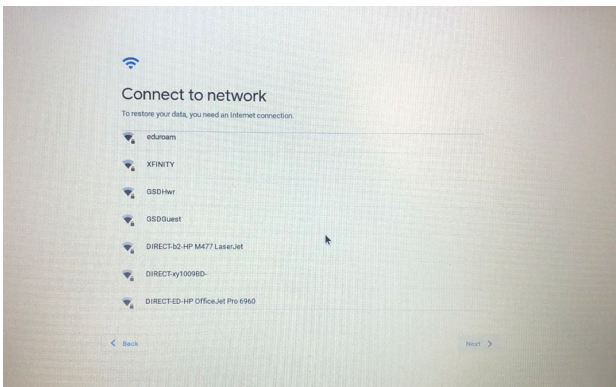 Connect to network
To restore your data, you need an Internet connection.
eduroam
XFINITY
GSDHwr
GSDGuest
DIRECT-b2-HP M477 LaserJet
DIRECT-xy1009BD-
DIRECT-ED-HP OfficeJet Pro 6960
Back
Next